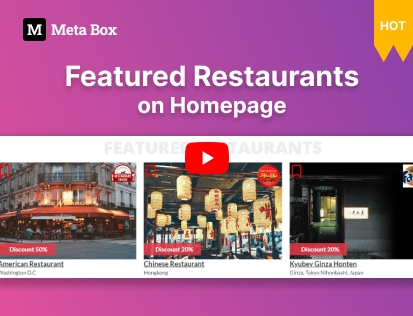 M Meta Box
HOT
Featured Restaurants
on Homepage
FEATURED RESTAURANTS
Discount 50%
Discount 20%
Discount 20%
American Restaurant
Chinese Restaurant
Kyubey Ginza Honten
Washington.D.C
Hongkong
Ginza, Tokyo Nihombashi, Japan